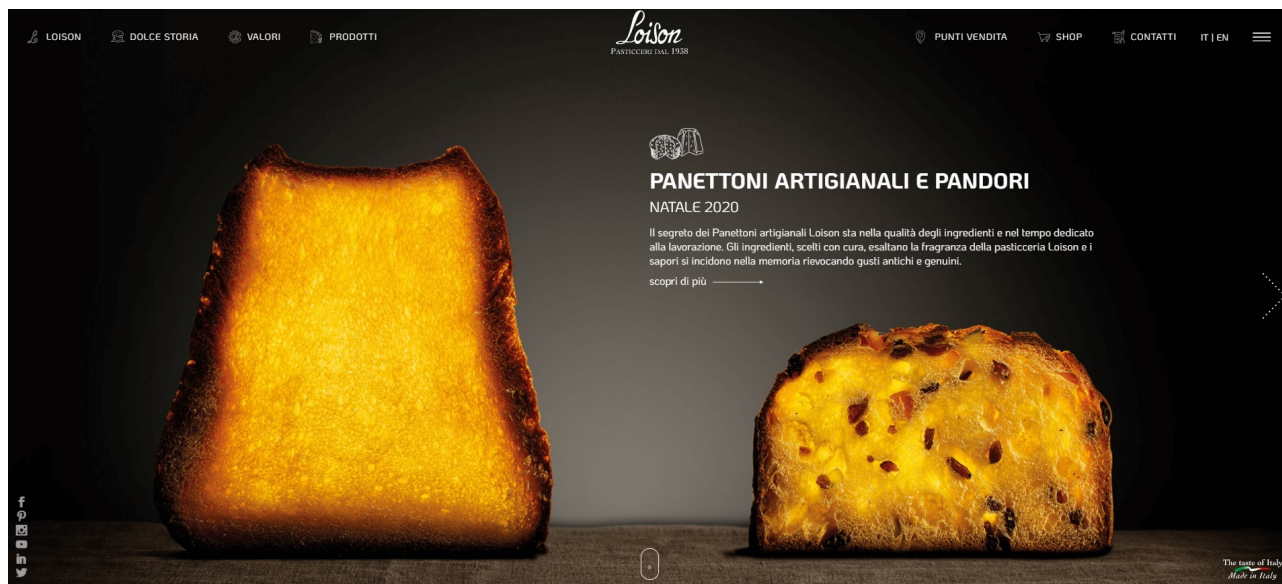 LOISON
DOLCE STORIA
VALORI
PRODOTTI
Loison
PASTICCERI DAL 1938
PUNTI VENDITA
SHOP
CONTATTI
IT | EN
PANETTONI ARTIGIANALI E PANDORI
NATALE 2020
Il segreto dei Panettoni artigianali Loison sta nella qualità degli ingredienti e nel tempo dedicato
alla lavorazione. Gli ingredienti, scelti con cura, esaltano la fragranza della pasticceria Loison e i
sapori si incidono nella memoria rievocando gusti antichi e genuini.
scopri di più
The taste of Italy
Made in Italy